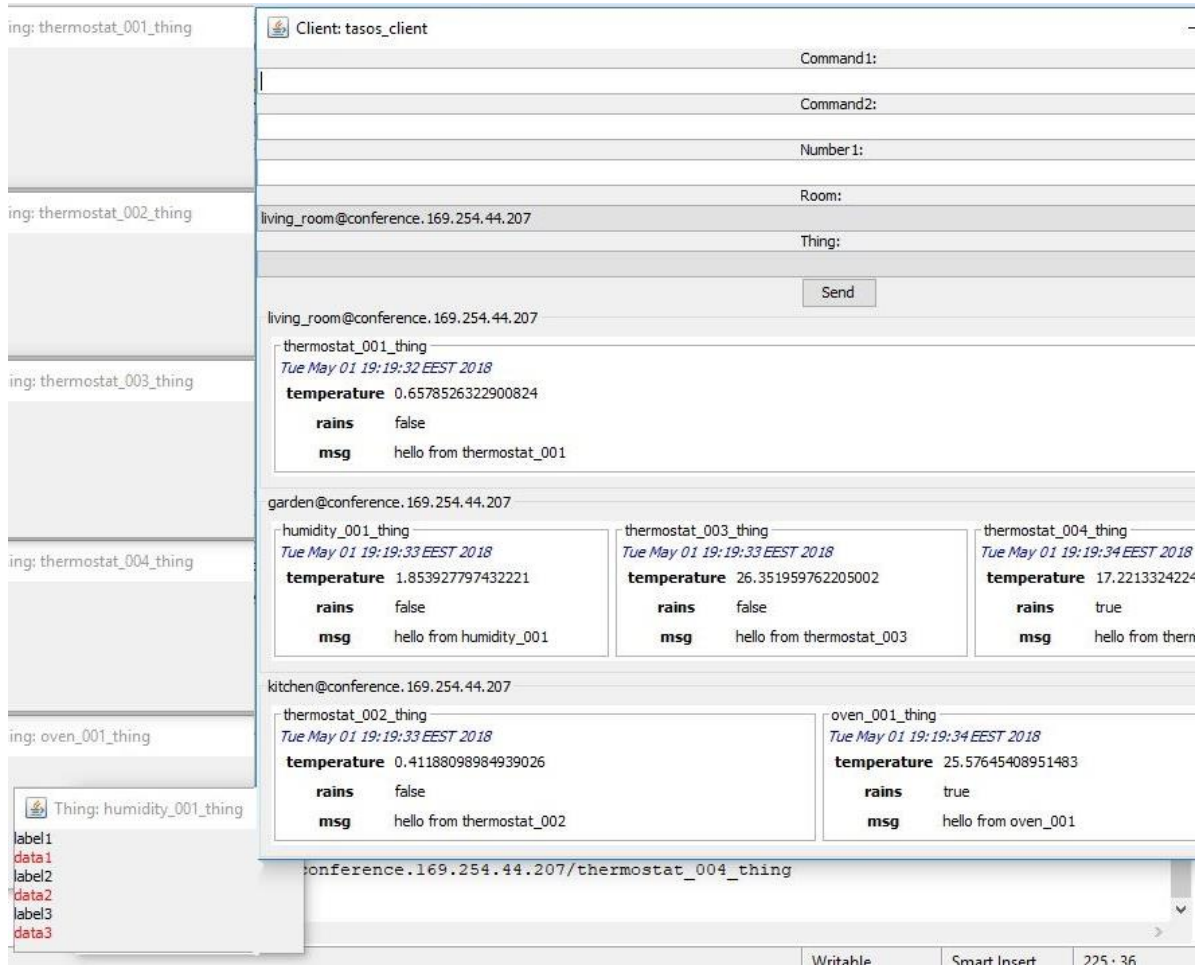 ing: thermostat_001_thing
Client: tasos_client
Command1:
Command2:
Number1:
Room:
ing: thermostat_002_thing
living_room@conference.169.254.44.207
Thing:
Send
living_room@conference.169.254.44.207
thermostat_001_thing
Tue May 01 19:19:32 EEST 2018
ing: thermostat_003_thing
temperature 0.6578526322900824
rains false
msg hello from thermostat_001
garden@conference.169.254.44.207
humidity_001_thing thermostat_003_thing thermostat_004_thing
Tue May 01 19:19:33 EEST 2018 Tue May 01 19:19:33 EEST 2018 Tue May 01 19:19:34 EEST 2018
ing: thermostat_004_thing
temperature 1.853927797432221 temperature 26.351959762205002 temperature 17.2213324224
rains false rains false rains true
msg hello from humidity_001 msg hello from thermostat_003 msg hello from therm
kitchen@conference.169.254.44.207
thermostat_002_thing oven_001_thing
ing: oven_001_thing
Tue May 01 19:19:33 EEST 2018 Tue May 01 19:19:34 EEST 2018
temperature 0.41188098984939026 temperature 25.57645408951483
rains false rains true
msg hello from thermostat_002 msg hello from oven_001
Thing: humidity_001_thing
label1
data1
label2
data2
label3
data3
conference.169.254.44.207/thermostat_004_thing
Writable Smart Insert 225 : 36